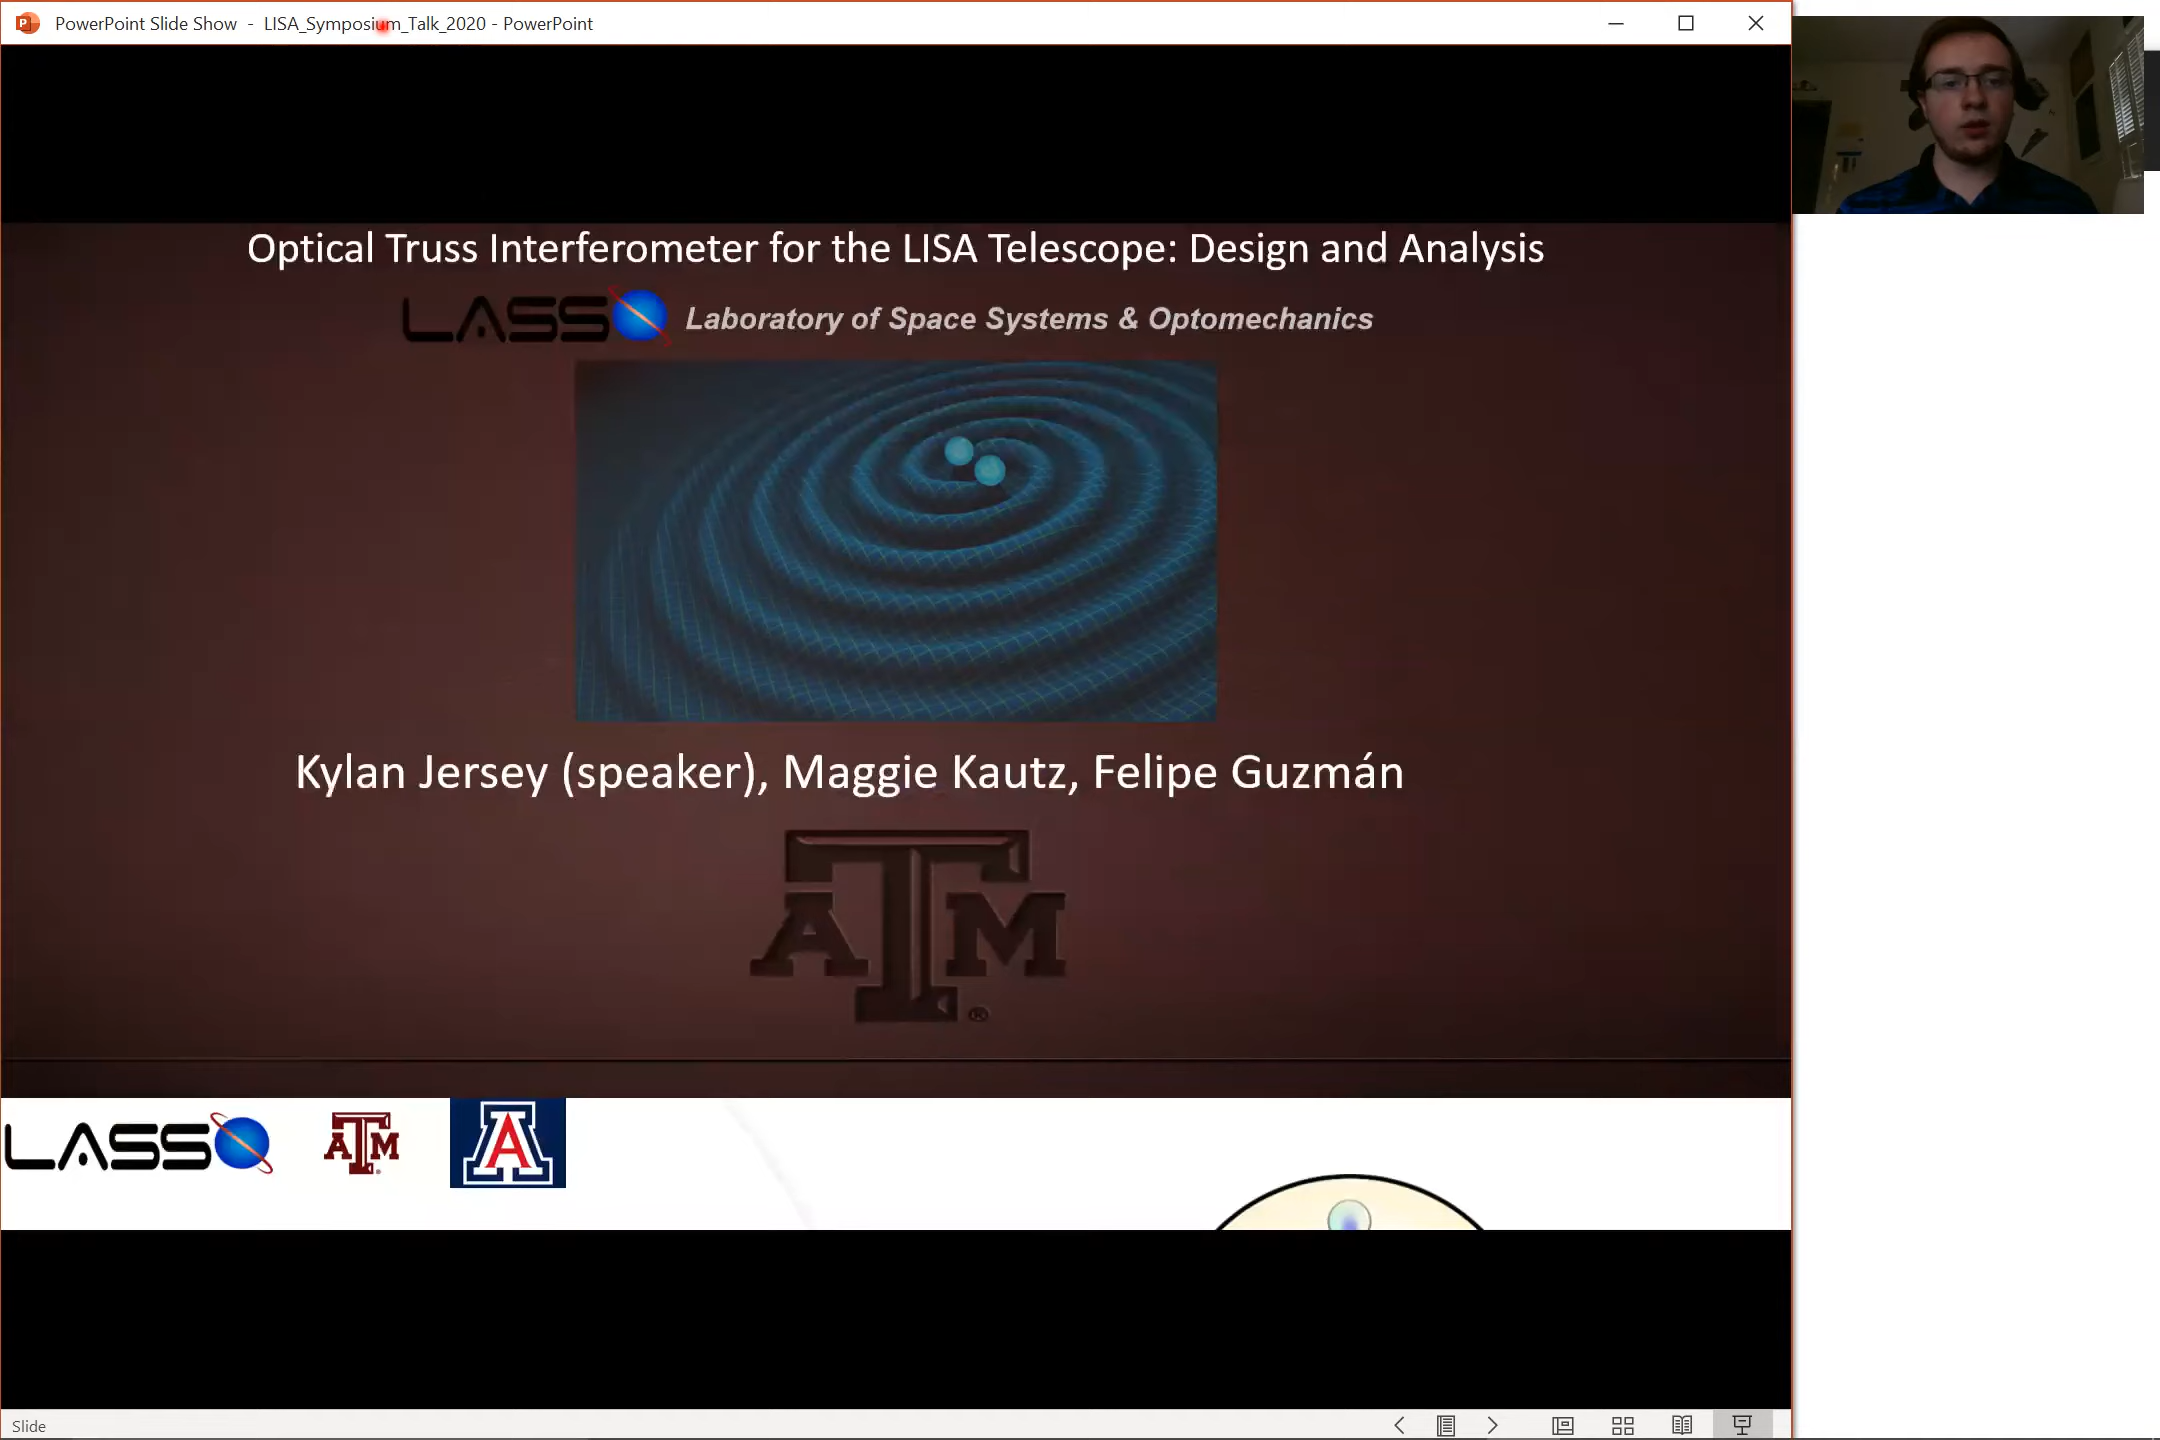 PowerPoint Slide Show - LISA_Symposium_Talk_2020 - PowerPoint
Optical Truss Interferometer for the LISA Telescope: Design and Analysis
LASSO Laboratory of Space Systems & Optomechanics
Kylan Jersey (speaker), Maggie Kautz, Felipe Guzmán
ATM ®
LASSO ATM A
Slide